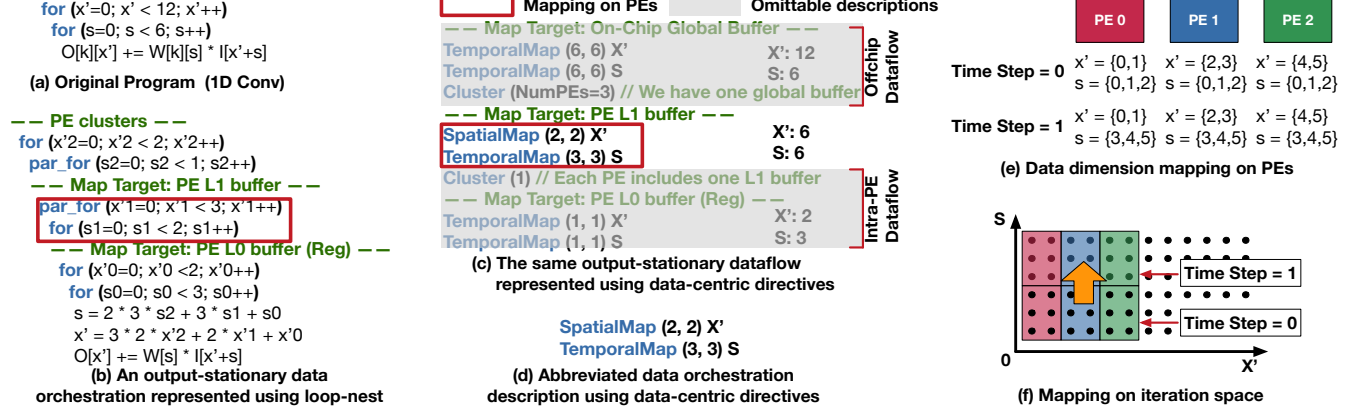 for (x'=0; x' < 12; x'++)
for (s=0; s < 6; s++)
O[k][x'] += W[k][s] * I[x'+s]
(a) Original Program (1D Conv)
—— PE clusters ——
for (x'2=0; x'2 < 2; x'2++)
par_for (s2=0; s2 < 1; s2++)
—— Map Target: PE L1 buffer ——
par_for (x'1=0; x'1 < 3; x'1++)
for (s1=0; s1 < 2; s1++)
—— Map Target: PE L0 buffer (Reg) ——
for (x'0=0; x'0 <2; x'0++)
for (s0=0; s0 < 3; s0++)
s = 2 * 3 * s2 + 3 * s1 + s0
x' = 3 * 2 * x'2 + 2 * x'1 + x'0
O[x'] += W[s] * I[x'+s]
(b) An output-stationary data
orchestration represented using loop-nest
Mapping on PEs
Omittable descriptions
—— Map Target: On-Chip Global Buffer ——
TemporalMap (6, 6) X'
X': 12
TemporalMap (6, 6) S
S: 6
Cluster (NumPEs=3) // We have one global buffer
Offchip
Dataflow
—— Map Target: PE L1 buffer ——
SpatialMap (2, 2) X'
X': 6
TemporalMap (3, 3) S
S: 6
Cluster (1) // Each PE includes one L1 buffer
—— Map Target: PE L0 buffer (Reg) ——
TemporalMap (1, 1) X'
X': 2
TemporalMap (1, 1) S
S: 3
Intra-PE
Dataflow
(c) The same output-stationary dataflow
represented using data-centric directives
SpatialMap (2, 2) X'
TemporalMap (3, 3) S
(d) Abbreviated data orchestration
description using data-centric directives
PE 0 PE 1 PE 2
Time Step = 0
x' = {0,1} x' = {2,3} x' = {4,5}
s = {0,1,2} s = {0,1,2} s = {0,1,2}
Time Step = 1
x' = {0,1} x' = {2,3} x' = {4,5}
s = {3,4,5} s = {3,4,5} s = {3,4,5}
(e) Data dimension mapping on PEs
S
Time Step = 1
Time Step = 0
0
X'
(f) Mapping on iteration space